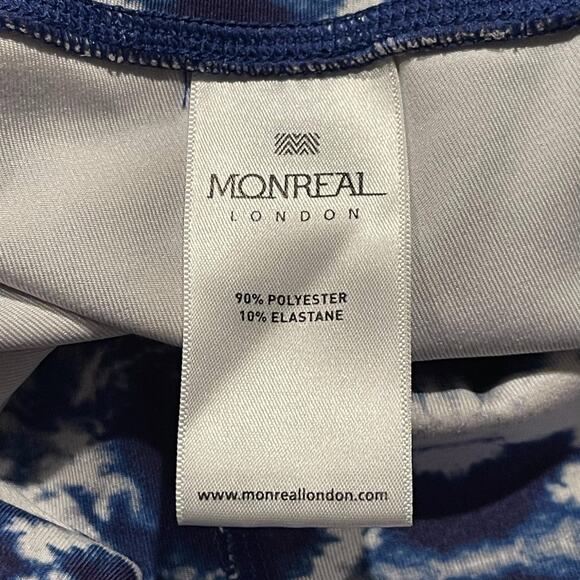 MONREAL
LONDON
90% POLYESTER
10% ELASTANE
www.monreallondon.com